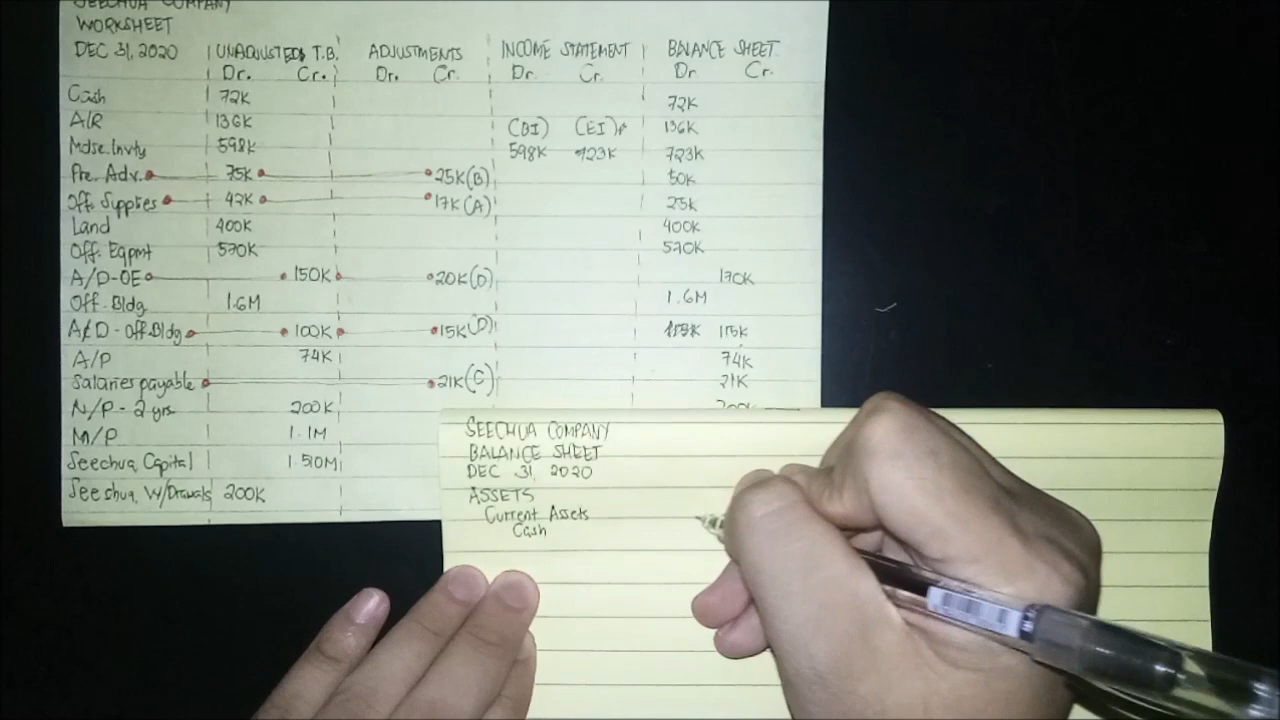 SEECHUA COMPANY
WORKSHEET
DEC 31, 2020 UNADJUSTED T.B. ADJUSTMENTS INCOME STATEMENT BALANCE SHEET
Dr. Cr. Dr. Cr. Dr. Cr. Dr. Cr.
Cash 72K 72K
A/R 136K (BI) (EI) 136K
Mdse. Invty 598K 598K 723K 723K
Pre. Adv. 75K 25K(B) 50K
Off. Supplies 42K 17K(A) 25K
Land 400K 400K
Off. Eqpmt 570K 570K
A/D-OE 150K 20K(D) 170K
Off. Bldg 1.6M 1.6M
A/D - Off. Bldg 100K 15K(D) 115K
A/P 74K 74K
Salaries payable 21K(C) 21K
N/P - 2 yrs 200K 200K
M/P 1.1M
Seechua, Capital 1.510M
Seechua, W/Drawals 200K
SEECHUA COMPANY
BALANCE SHEET
DEC 31, 2020
ASSETS
Current Assets
Cash